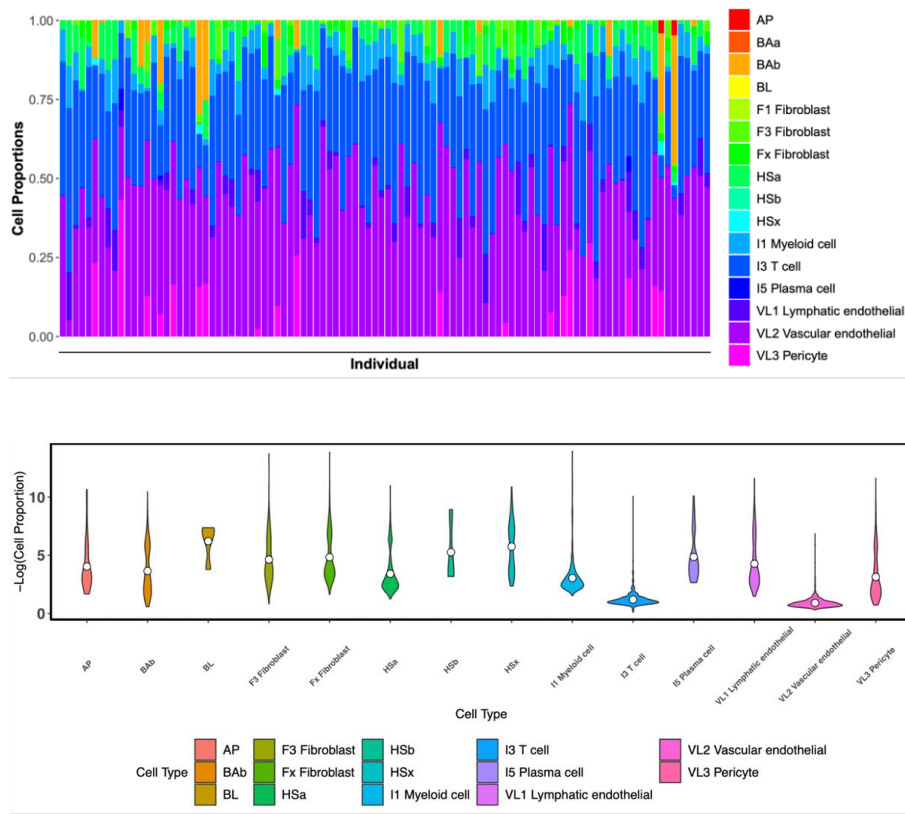 Cell Proportions
1.00
0.75
0.50
0.25
0.00
Individual
AP
BAa
BAb
BL
F1 Fibroblast
F3 Fibroblast
Fx Fibroblast
HSa
HSb
HSx
I1 Myeloid cell
I3 T cell
I5 Plasma cell
VL1 Lymphatic endothelial
VL2 Vascular endothelial
VL3 Pericyte
−Log(Cell Proportion)
10
5
0
AP
BAb
BL
F3 Fibroblast
Fx Fibroblast
HSa
HSb
HSx
I1 Myeloid cell
I3 T cell
I5 Plasma cell
VL1 Lymphatic endothelial
VL2 Vascular endothelial
VL3 Pericyte
Cell Type
Cell Type
AP
BAb
BL
F3 Fibroblast
Fx Fibroblast
HSa
HSb
HSx
I1 Myeloid cell
I3 T cell
I5 Plasma cell
VL1 Lymphatic endothelial
VL2 Vascular endothelial
VL3 Pericyte